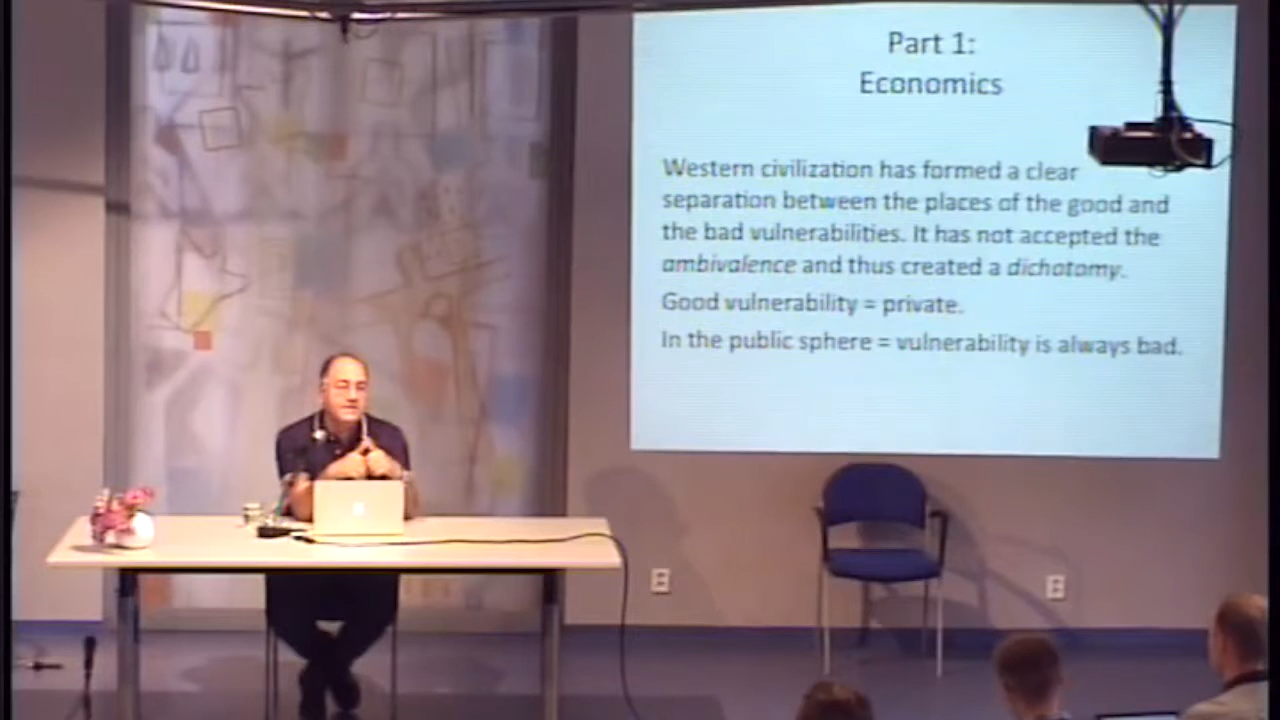 Part 1:
Economics
Western civilization has formed a clear
separation between the places of the good and
the bad vulnerabilities. It has not accepted the
ambivalence and thus created a dichotomy.
Good vulnerability = private.
In the public sphere = vulnerability is always bad.